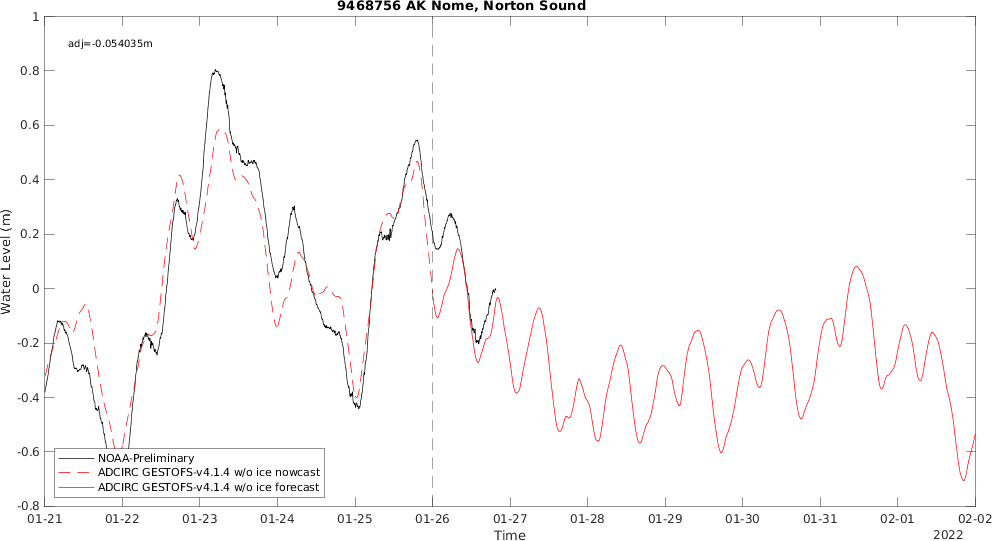 9468756 AK Nome, Norton Sound
adj=-0.054035m
Water Level (m)
1
0.8
0.6
0.4
0.2
0
-0.2
-0.4
-0.6
-0.8
NOAA-Preliminary
ADCIRC GESTOFS-v4.1.4 w/o ice nowcast
ADCIRC GESTOFS-v4.1.4 w/o ice forecast
01-21 01-22 01-23 01-24 01-25 01-26 01-27 01-28 01-29 01-30 01-31 02-01 02-02
Time
2022